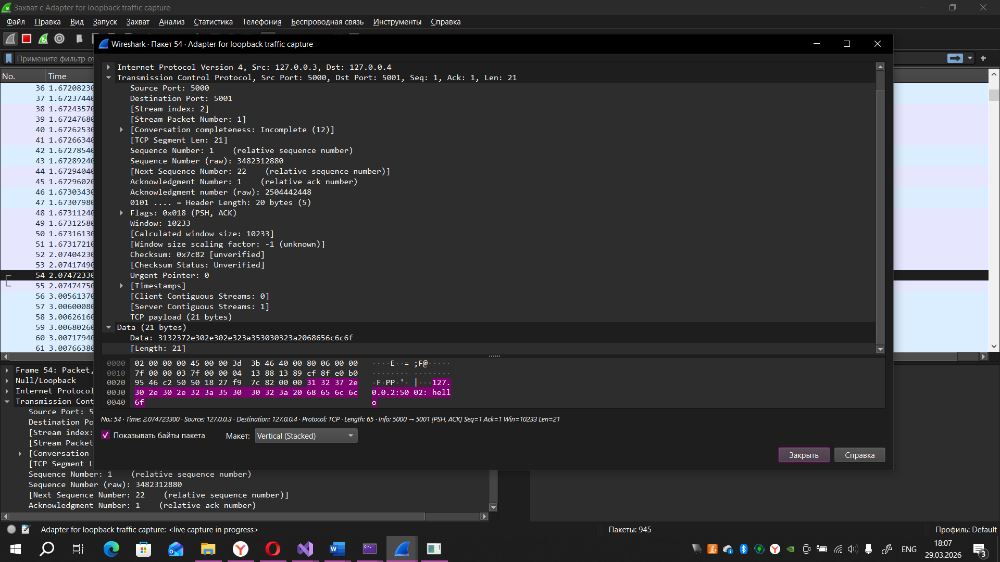 Захват с Adapter for loopback traffic capture
Файл Правка Вид Запуск Захват Анализ Статистика Телефония Беспроводная связь Инструменты Справка
Wireshark · Пакет 54 · Adapter for loopback traffic capture
Примените фильтр от
No. Time
36 1.67208230
37 1.67237440
38 1.67243570
39 1.67247680
40 1.67262530
41 1.67266340
42 1.67278540
43 1.67289240
44 1.67294040
45 1.67296020
46 1.67303430
47 1.67307980
48 1.67311240
49 1.67312580
50 1.67316130
51 1.67317210
52 2.07404230
53 2.07417490
54 2.07472330
55 2.07474750
56 3.00561370
57 3.00600080
58 3.00626160
59 3.00680260
60 3.00717940
61 3.00766380
Internet Protocol Version 4, Src: 127.0.0.3, Dst: 127.0.0.4
Transmission Control Protocol, Src Port: 5000, Dst Port: 5001, Seq: 1, Ack: 1, Len: 21
Source Port: 5000
Destination Port: 5001
[Stream index: 2]
[Stream Packet Number: 1]
[Conversation completeness: Incomplete (12)]
[TCP Segment Len: 21]
Sequence Number: 1 (relative sequence number)
Sequence Number (raw): 3482312880
[Next Sequence Number: 22 (relative sequence number)]
Acknowledgment Number: 1 (relative ack number)
Acknowledgment number (raw): 2504442448
0101 .... = Header Length: 20 bytes (5)
Flags: 0x018 (PSH, ACK)
Window: 10233
[Calculated window size: 10233]
[Window size scaling factor: -1 (unknown)]
Checksum: 0x7c82 [unverified]
[Checksum Status: Unverified]
Urgent Pointer: 0
[Timestamps]
[Client Contiguous Streams: 0]
[Server Contiguous Streams: 1]
TCP payload (21 bytes)
Data (21 bytes)
Data: 3132372e302e302e323a353030323a2068656c6c6f
[Length: 21]
0000 02 00 00 00 45 00 00 3d 3b 46 40 00 80 06 00 00 ····E··= ;F@·····
0010 7f 00 00 03 7f 00 00 04 13 88 13 89 cf 8f e0 b0 ········ ········
0020 95 46 c2 50 50 18 27 f9 7c 82 00 00 31 32 37 2e ·F·PP·'· |···127.
0030 30 2e 30 2e 32 3a 35 30 30 32 3a 20 68 65 6c 6c 0.0.2:50 02: hell
0040 6f o
No.: 54 · Time: 2.074723300 · Source: 127.0.0.3 · Destination: 127.0.0.4 · Protocol: TCP · Length: 65 · Info: 5000 → 5001 [PSH, ACK] Seq=1 Ack=1 Win=10233 Len=21
Показывать байты пакета Макет: Vertical (Stacked)
Закрыть Справка
Frame 54: Packet,
Null/Loopback
Internet Protocol
Transmission Cont
Source Port: 5
Destination Po
[Stream index:
[Stream Packet
[Conversation
[TCP Segment L
Sequence Number: 1 (relative sequence number)
Sequence Number (raw): 3482312880
[Next Sequence Number: 22 (relative sequence number)]
Acknowledgment Number: 1 (relative ack number)
Adapter for loopback traffic capture: <live capture in progress> Пакеты: 945 Профиль: Default
ENG 18:07
29.03.2026
3